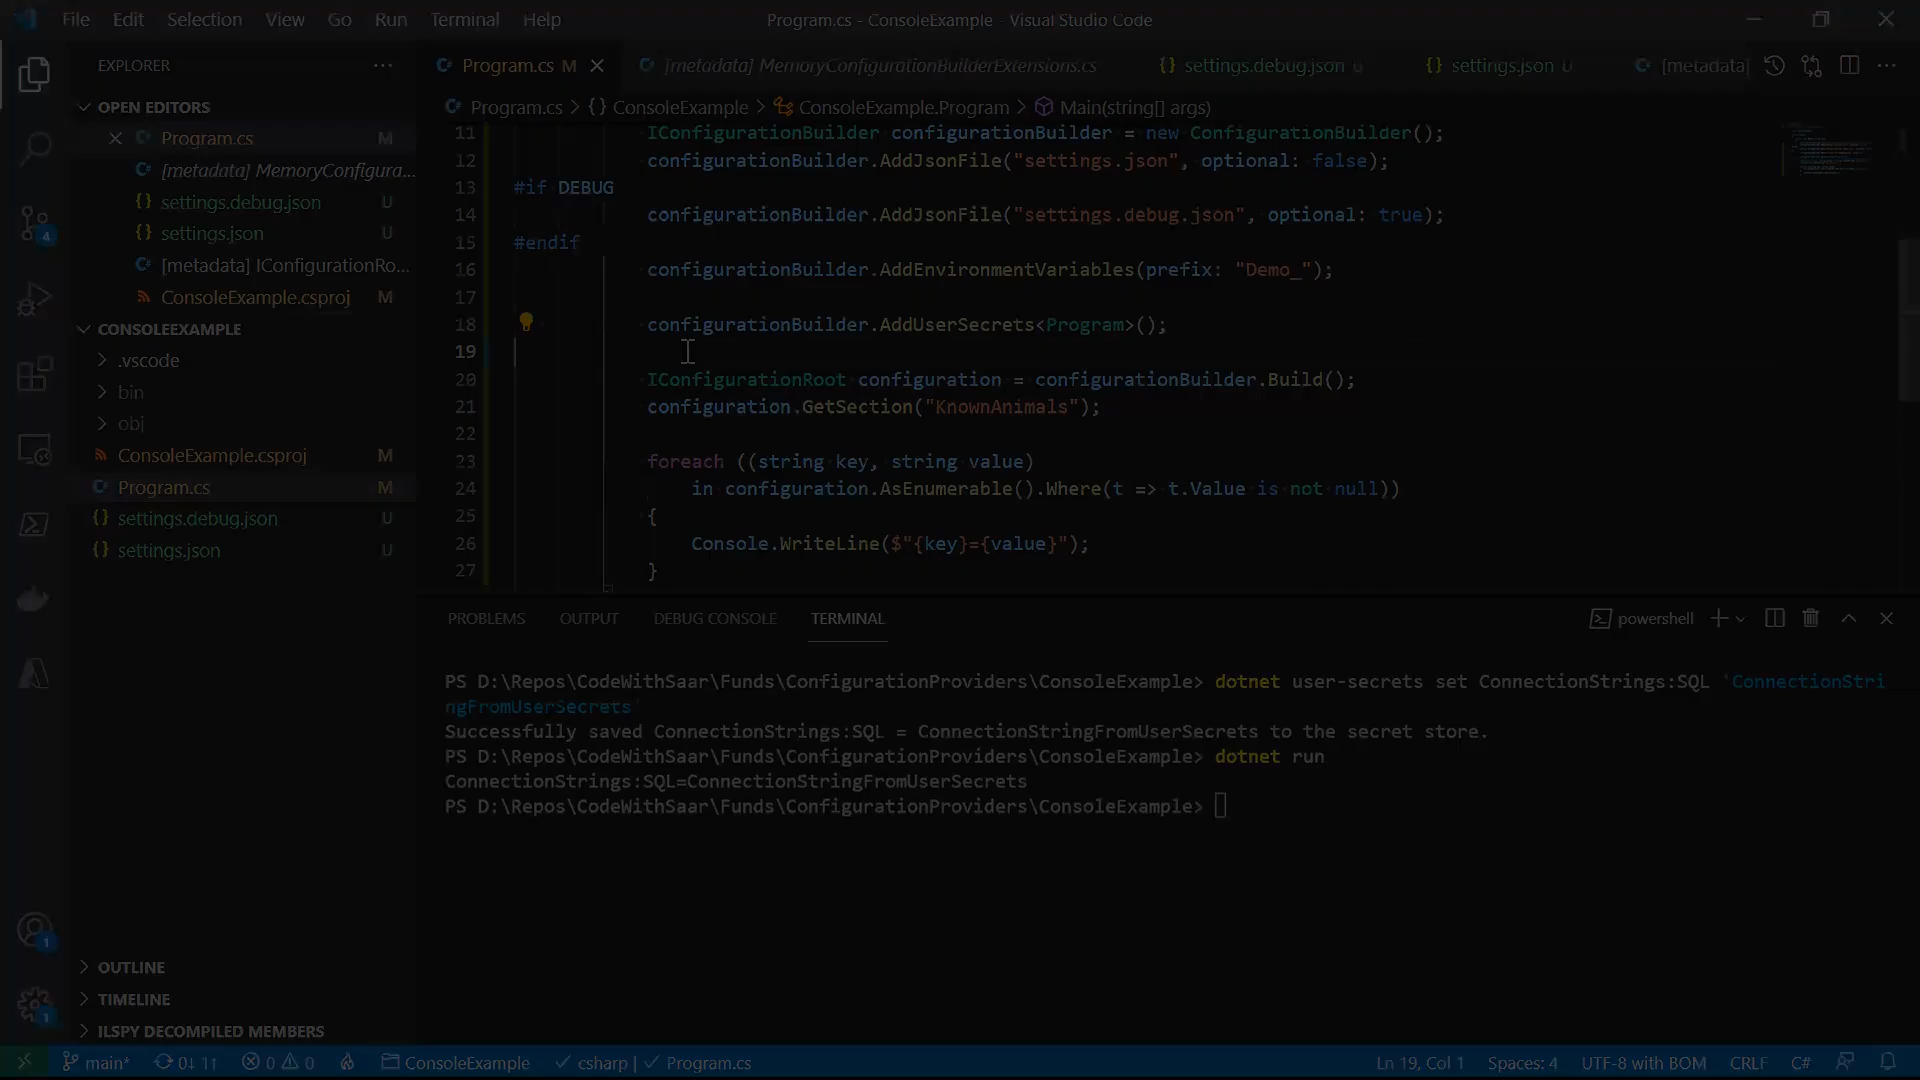 File Edit Selection View Go Run Terminal Help
Program.cs - ConsoleExample - Visual Studio Code
EXPLORER
Program.cs M
[metadata] MemoryConfigurationBuilderExtensions.cs
settings.debug.json U
settings.json U
[metadata]
OPEN EDITORS
Program.cs > {} ConsoleExample > ConsoleExample.Program > Main(string[] args)
Program.cs M
[metadata] MemoryConfigura...
settings.debug.json U
settings.json U
[metadata] IConfigurationRo...
ConsoleExample.csproj M
CONSOLEEXAMPLE
.vscode
bin
obj
ConsoleExample.csproj M
Program.cs M
settings.debug.json U
settings.json U
OUTLINE
TIMELINE
ILSPY DECOMPILED MEMBERS
11 IConfigurationBuilder configurationBuilder = new ConfigurationBuilder();
12 configurationBuilder.AddJsonFile("settings.json", optional: false);
13 #if DEBUG
14 configurationBuilder.AddJsonFile("settings.debug.json", optional: true);
15 #endif
16 configurationBuilder.AddEnvironmentVariables(prefix: "Demo_");
17
18 configurationBuilder.AddUserSecrets<Program>();
19
20 IConfigurationRoot configuration = configurationBuilder.Build();
21 configuration.GetSection("KnownAnimals");
22
23 foreach ((string key, string value)
24 in configuration.AsEnumerable().Where(t => t.Value is not null))
25 {
26 Console.WriteLine($"{key}={value}");
27 }
PROBLEMS OUTPUT DEBUG CONSOLE TERMINAL
powershell
PS D:\Repos\CodeWithSaar\Funds\ConfigurationProviders\ConsoleExample> dotnet user-secrets set ConnectionStrings:SQL 'ConnectionStri
ngFromUserSecrets'
Successfully saved ConnectionStrings:SQL = ConnectionStringFromUserSecrets to the secret store.
PS D:\Repos\CodeWithSaar\Funds\ConfigurationProviders\ConsoleExample> dotnet run
ConnectionStrings:SQL=ConnectionStringFromUserSecrets
PS D:\Repos\CodeWithSaar\Funds\ConfigurationProviders\ConsoleExample>
4
1
1
main* 0↓ 1↑ 0 0 ConsoleExample csharp | Program.cs
Ln 19, Col 1 Spaces: 4 UTF-8 with BOM CRLF C#